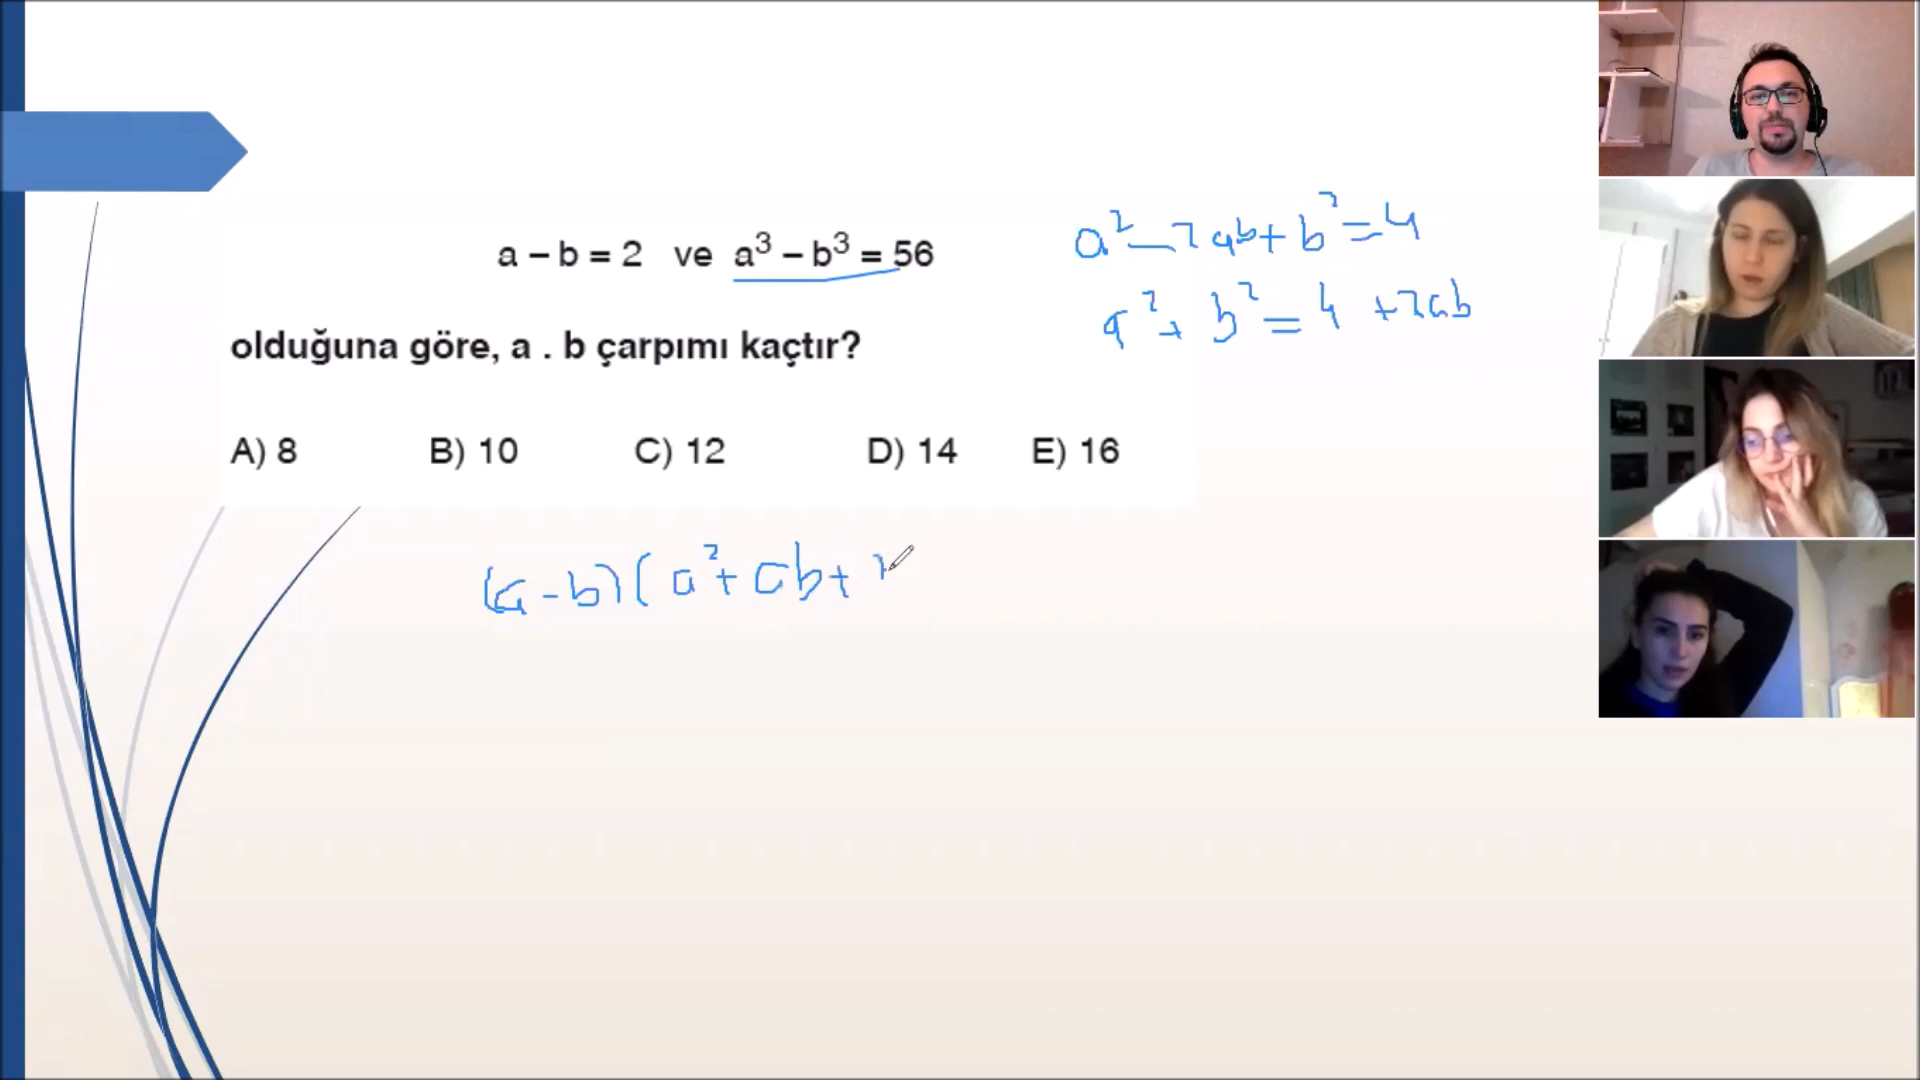 a – b = 2 ve a³ – b³ = 56
olduğuna göre, a . b çarpımı kaçtır?
A) 8 B) 10 C) 12 D) 14 E) 16
a² – 2ab + b² = 4
a² + b² = 4 + 2ab
(a - b) ( a² + ab +